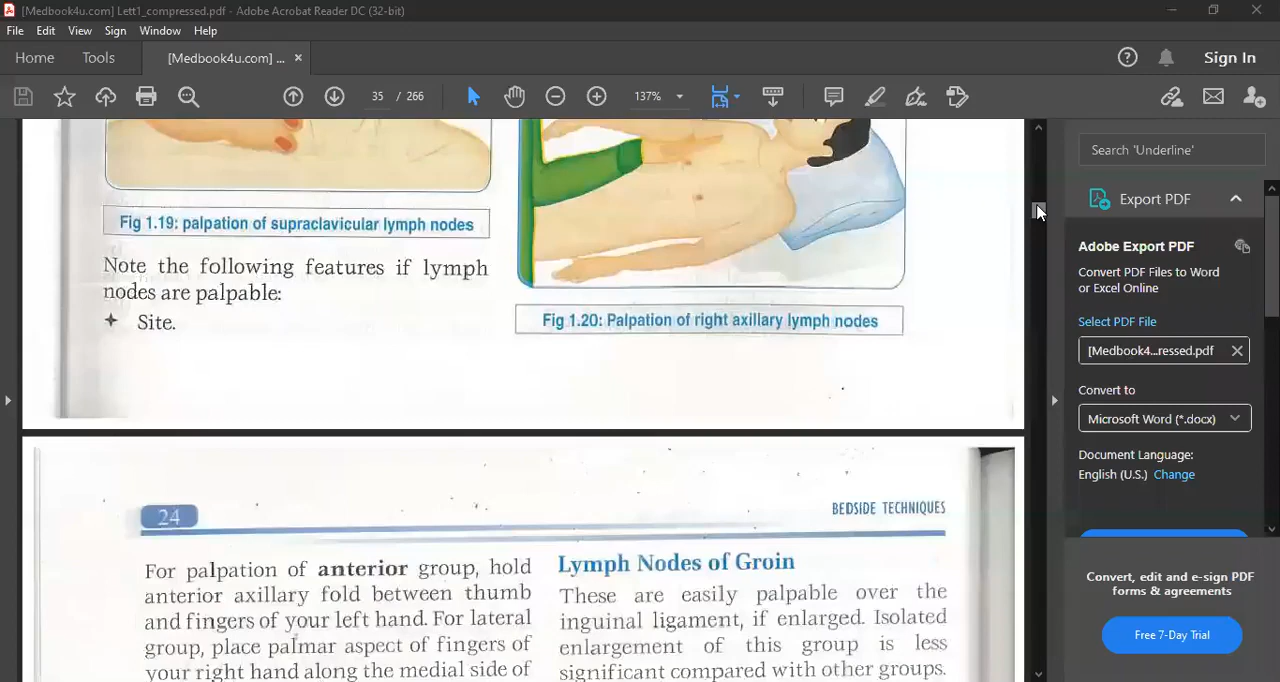 [Medbook4u.com] Lett1_compressed.pdf - Adobe Acrobat Reader DC (32-bit)
File Edit View Sign Window Help
Home Tools [Medbook4u.com] ... × Sign In
35 / 266 137%
Fig 1.19: palpation of supraclavicular lymph nodes
Note the following features if lymph
nodes are palpable:
Site.
Fig 1.20: Palpation of right axillary lymph nodes
24
BEDSIDE TECHNIQUES
For palpation of anterior group, hold
anterior axillary fold between thumb
and fingers of your left hand. For lateral
group, place palmar aspect of fingers of
your right hand along the medial side of
Lymph Nodes of Groin
These are easily palpable over the
inguinal ligament, if enlarged. Isolated
enlargement of this group is less
significant compared with other groups.
Search 'Underline'
Export PDF
Adobe Export PDF
Convert PDF Files to Word
or Excel Online
Select PDF File
[Medbook4...ressed.pdf
Convert to
Microsoft Word (*.docx)
Document Language:
English (U.S.) Change
Convert, edit and e-sign PDF
forms & agreements
Free 7-Day Trial